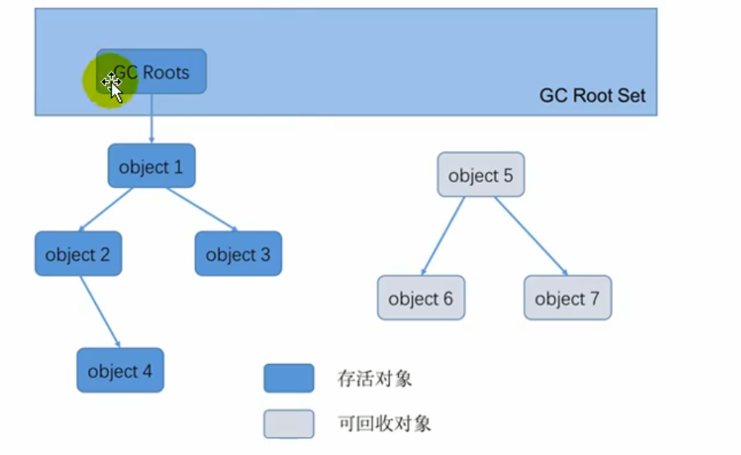 GC Roots
GC Root Set
object 1
object 5
object 2
object 3
object 6
object 7
object 4
存活对象
可回收对象